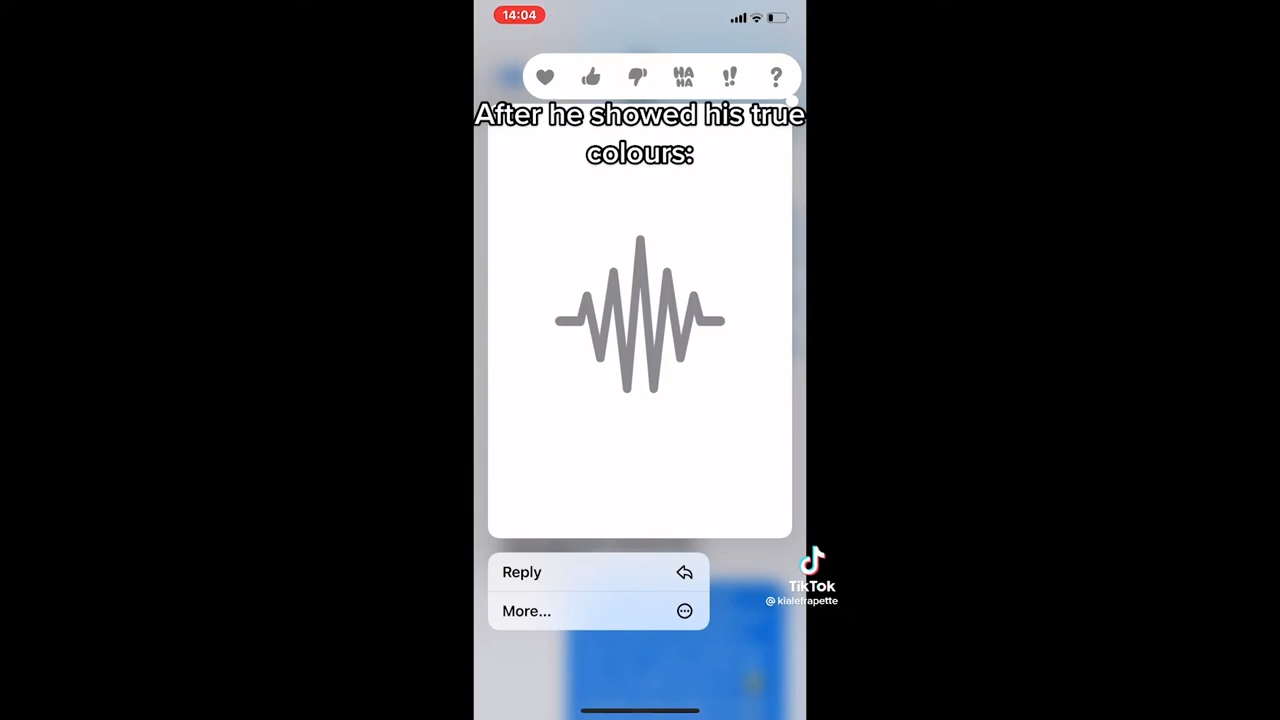 14:04
HA
HA
After he showed his true
colours:
Reply
More...
TikTok
@ kialefrapette